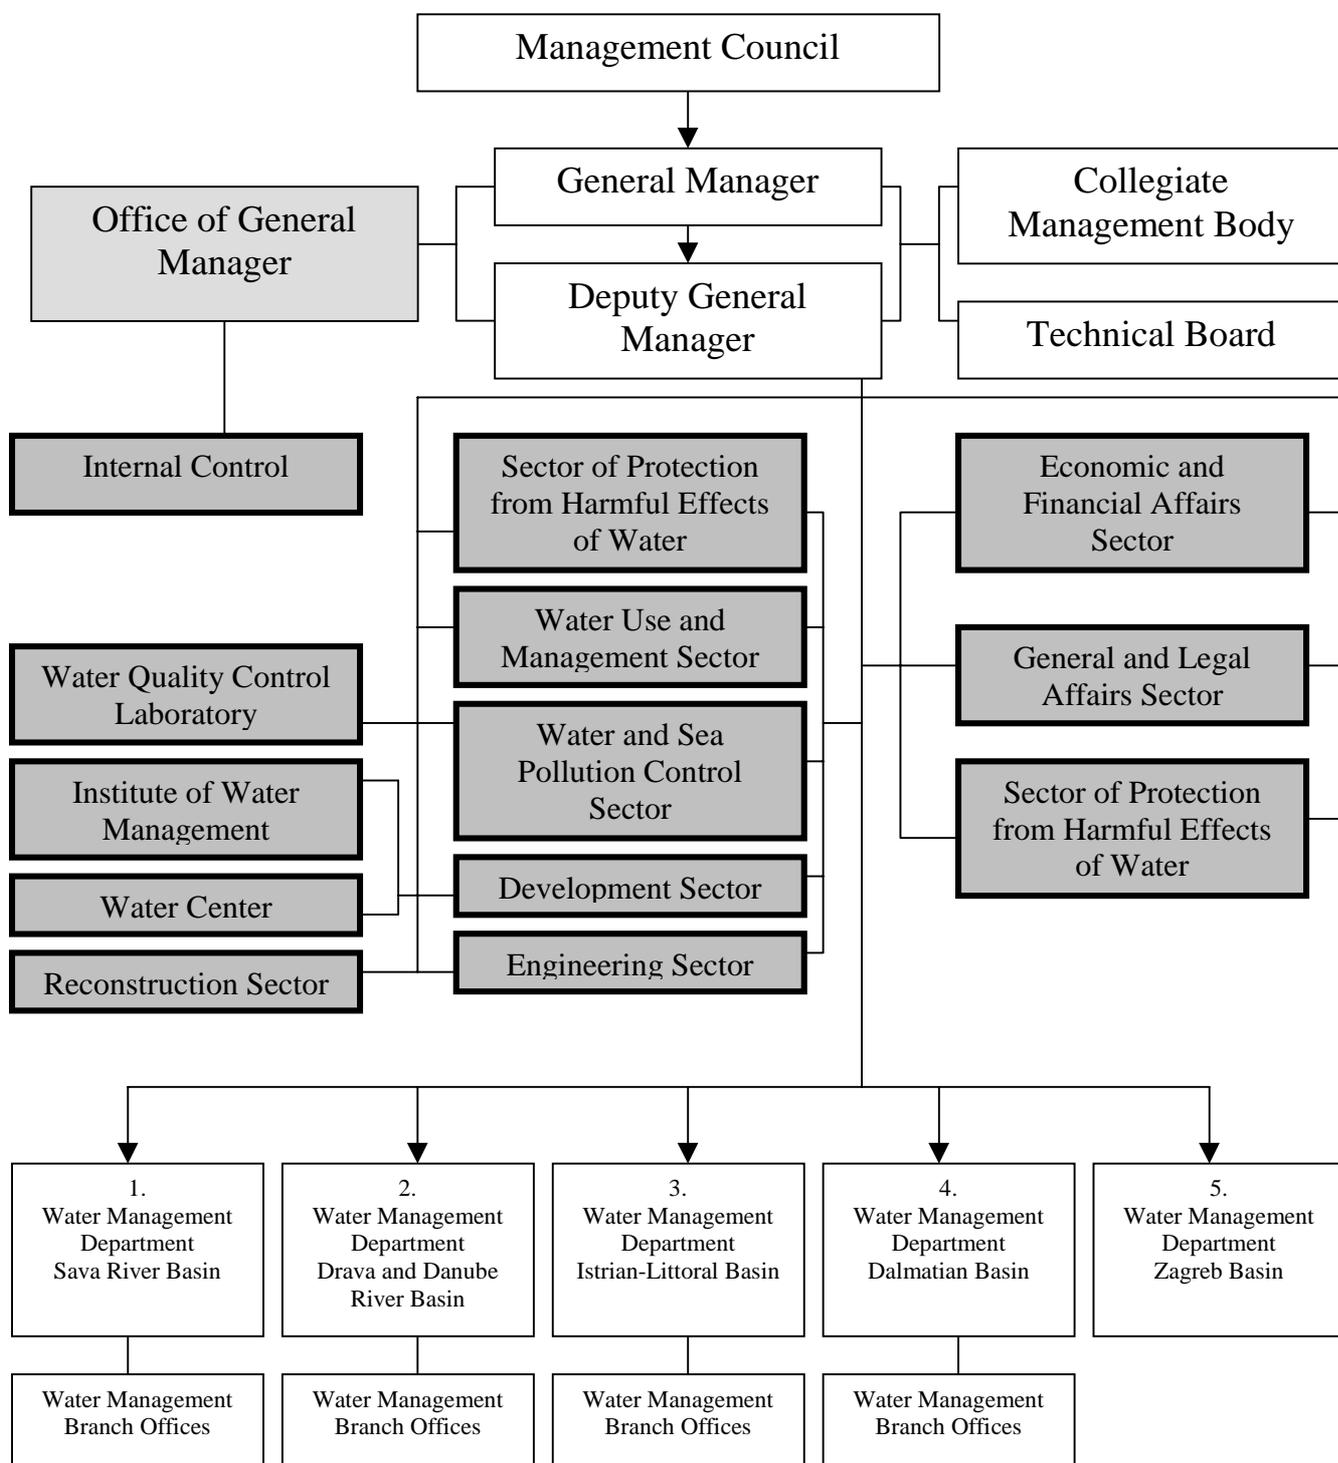 Management Council
General Manager
Office of General
Manager
Deputy General
Manager
Collegiate
Management Body
Technical Board
Internal Control
Water Quality Control
Laboratory
Institute of Water
Management
Water Center
Reconstruction Sector
Sector of Protection
from Harmful Effects
of Water
Water Use and
Management Sector
Water and Sea
Pollution Control
Sector
Development Sector
Engineering Sector
Economic and
Financial Affairs
Sector
General and Legal
Affairs Sector
Sector of Protection
from Harmful Effects
of Water
1.
Water Management
Department
Sava River Basin
2.
Water Management
Department
Drava and Danube
River Basin
3.
Water Management
Department
Istrian-Littoral Basin
4.
Water Management
Department
Dalmatian Basin
5.
Water Management
Department
Zagreb Basin
Water Management
Branch Offices
Water Management
Branch Offices
Water Management
Branch Offices
Water Management
Branch Offices